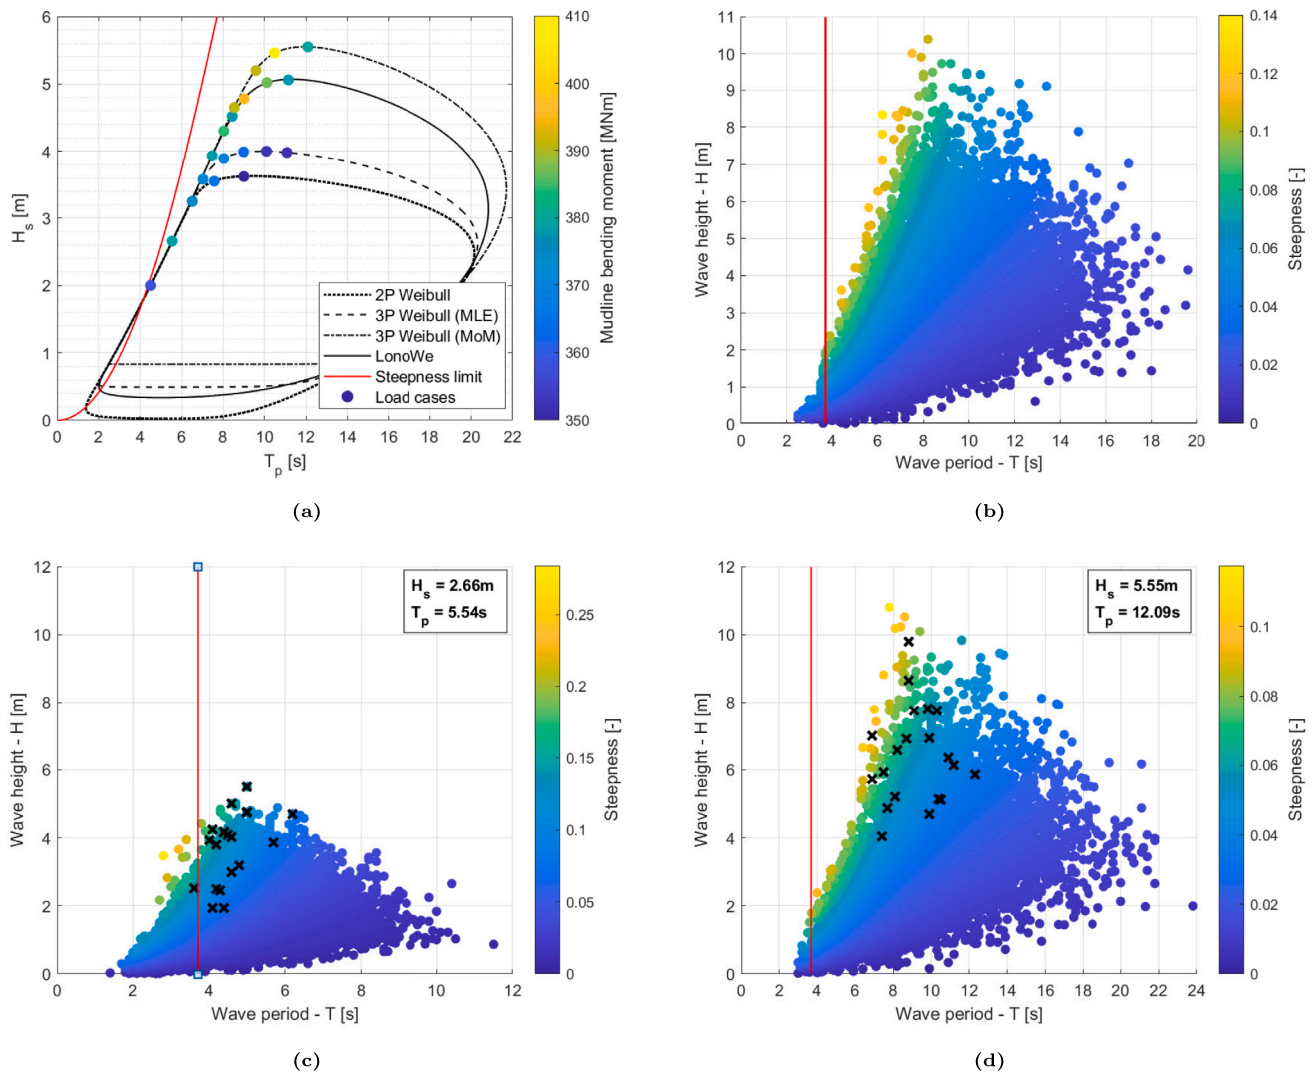 6
5
4
3
2
1
0
H_s [m]
0 2 4 6 8 10 12 14 16 18 20 22
T_p [s]
2P Weibull
3P Weibull (MLE)
3P Weibull (MoM)
LonoWe
Steepness limit
Load cases
410
400
390
380
370
360
350
Mudline bending moment [MNm]
(a)
11
10
9
8
7
6
5
4
3
2
1
0
Wave height - H [m]
0 2 4 6 8 10 12 14 16 18 20
Wave period - T [s]
0.14
0.12
0.1
0.08
0.06
0.04
0.02
0
Steepness [-]
(b)
12
10
8
6
4
2
0
Wave height - H [m]
0 2 4 6 8 10 12
Wave period - T [s]
H_s = 2.66m
T_p = 5.54s
0.25
0.2
0.15
0.1
0.05
0
Steepness [-]
(c)
12
10
8
6
4
2
0
Wave height - H [m]
0 2 4 6 8 10 12 14 16 18 20 22 24
Wave period - T [s]
H_s = 5.55m
T_p = 12.09s
0.1
0.08
0.06
0.04
0.02
0
Steepness [-]
(d)